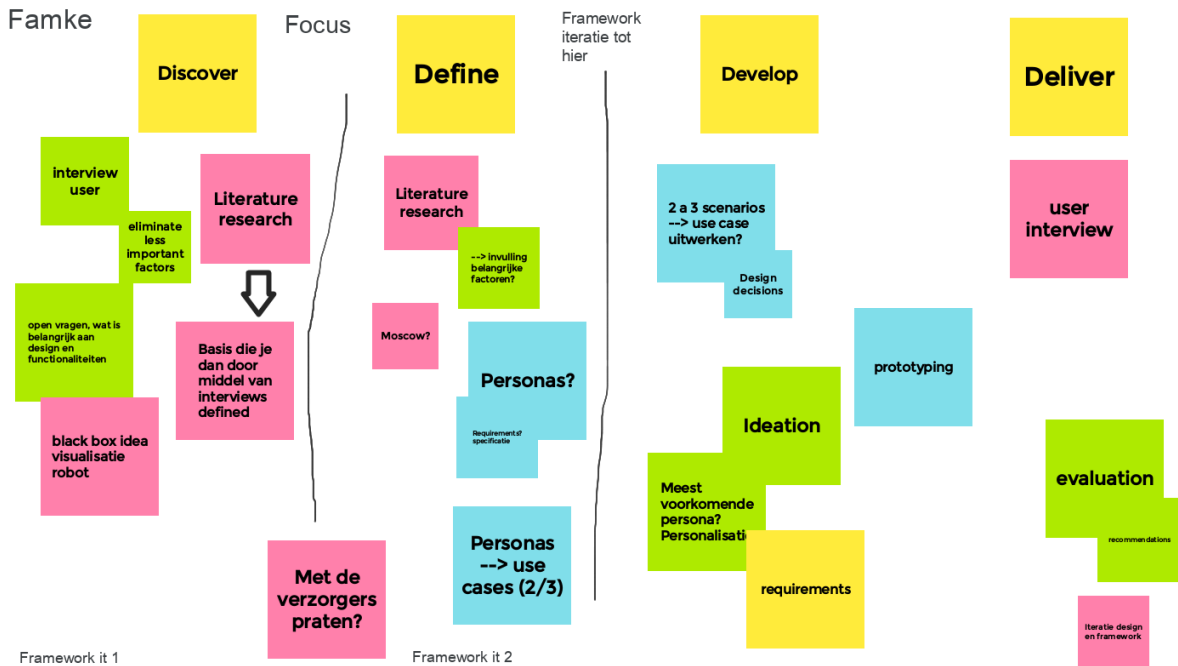 Famke
Focus
Framework
iteratie tot
hier
Discover
Define
Develop
Deliver
interview
user
eliminate
less
important
factors
Literature
research
open vragen, wat is
belangrijk aan
design en
functionaliteiten
Basis die je
dan door
middel van
interviews
defined
black box idea
visualisatie
robot
Met de
verzorgers
praten?
Framework it 1
Literature
research
--> invulling
belangrijke
factoren?
Moscow?
Personas?
Requirements?
specificatie
Personas
--> use
cases (2/3)
Framework it 2
2 a 3 scenarios
--> use case
uitwerken?
Design
decisions
prototyping
Ideation
Meest
voorkomende
persona?
Personalisatie
requirements
user
interview
evaluation
recommendations
Iteratie design
en framework